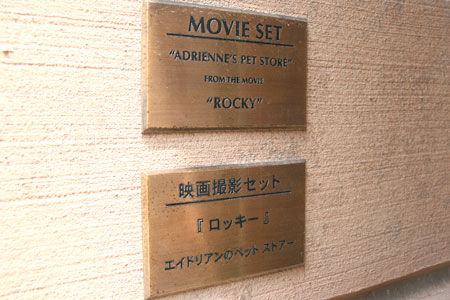 MOVIE SET
"ADRIENNE'S PET STORE"
FROM THE MOVIE
"ROCKY"
映画撮影セット
『ロッキー』
エイドリアンのペット ストアー